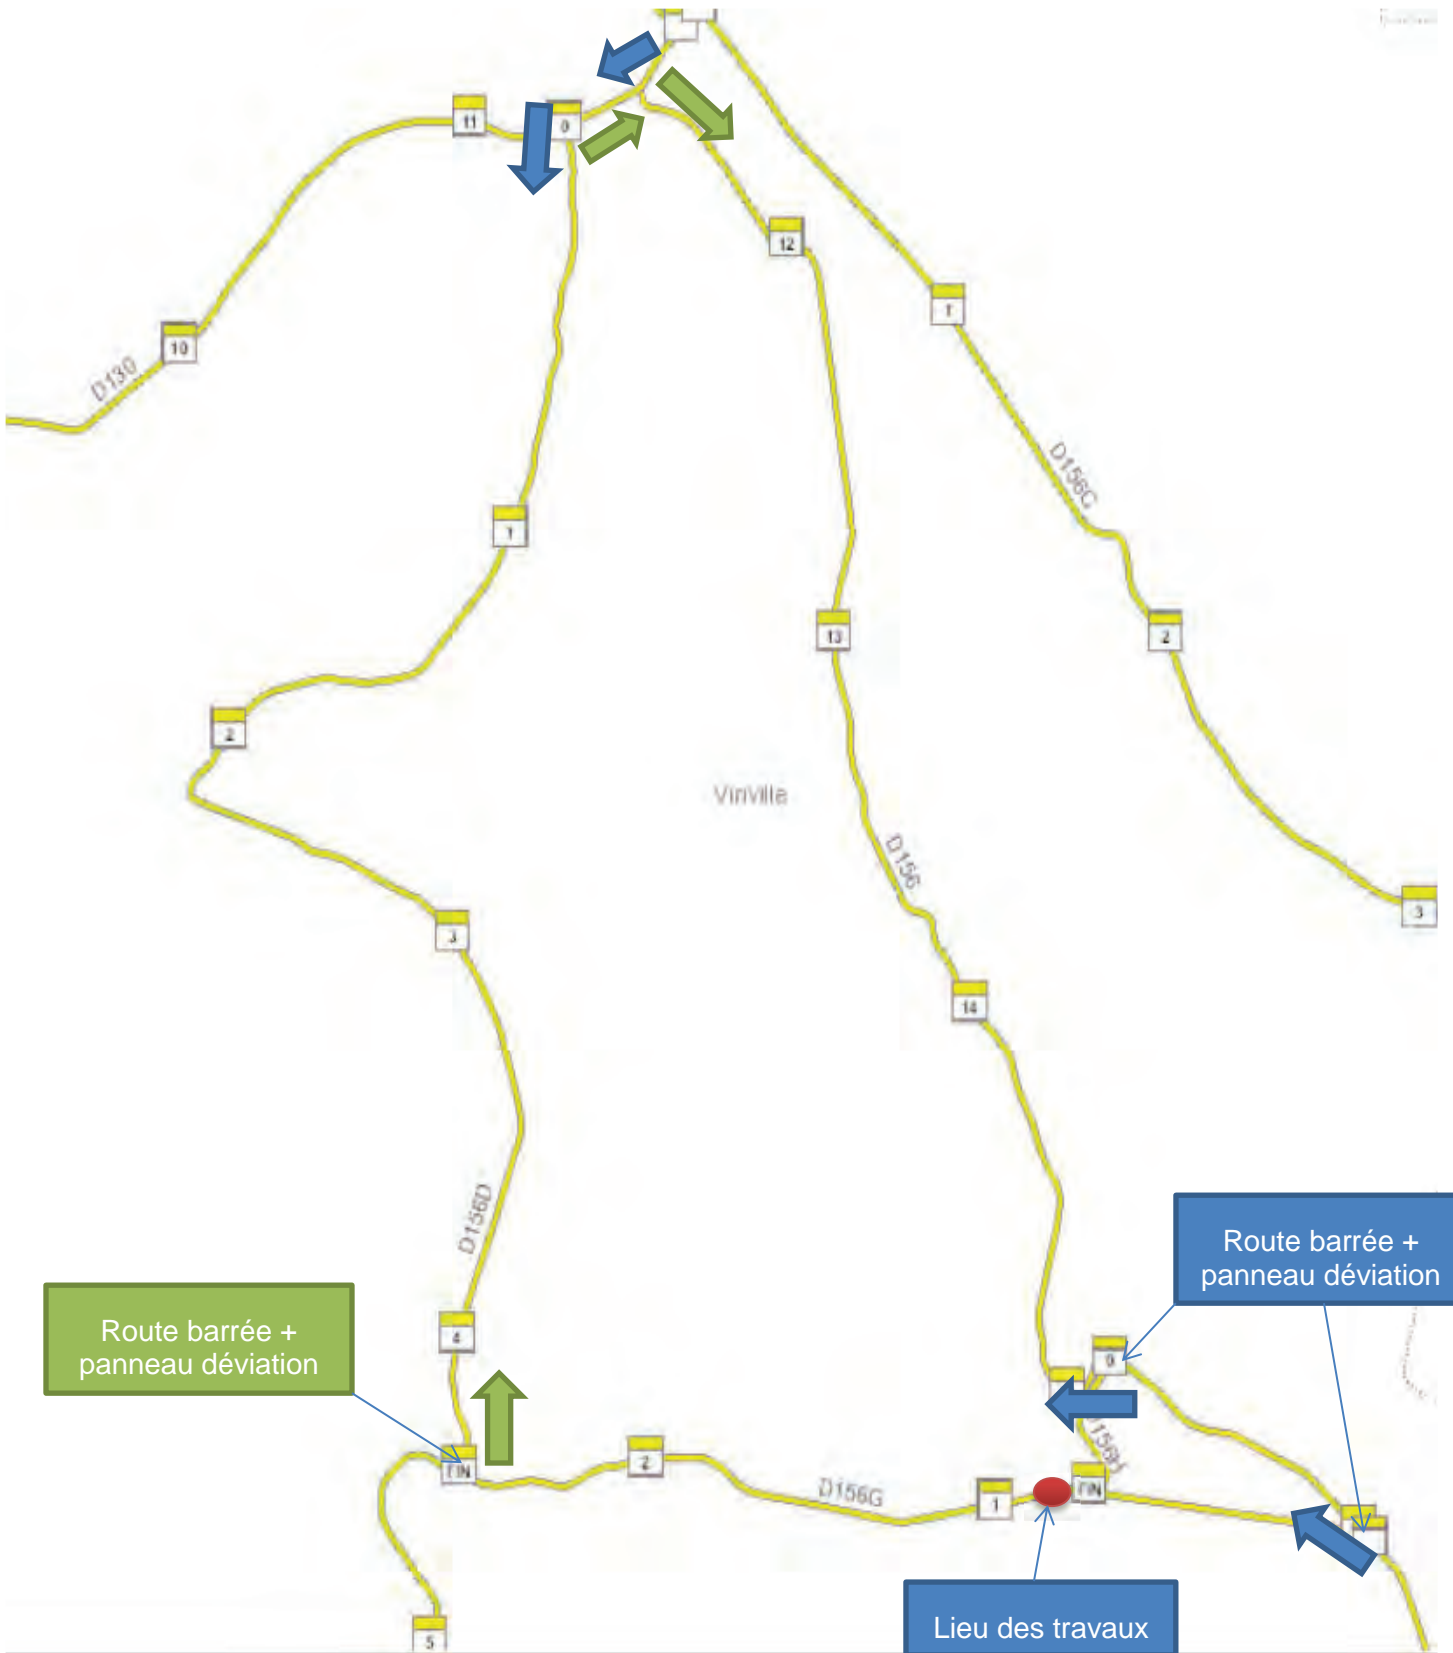 11
0
12
1
10
D130
D156C
1
13
2
2
VinVille
D156
3
3
14
D156D
Route barrée +
panneau déviation
Route barrée +
panneau déviation
4
0
D156H
FIN
2
D156G
1
FIN
5
Lieu des travaux